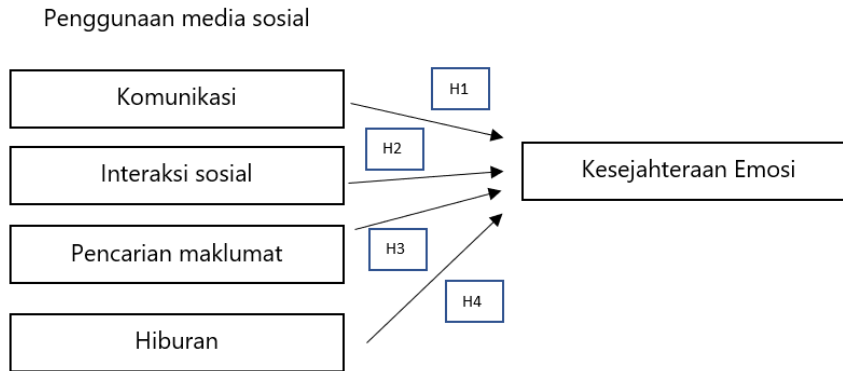 Penggunaan media sosial
Komunikasi
H1
H2
Interaksi sosial
Kesejahteraan Emosi
Pencarian maklumat
H3
H4
Hiburan